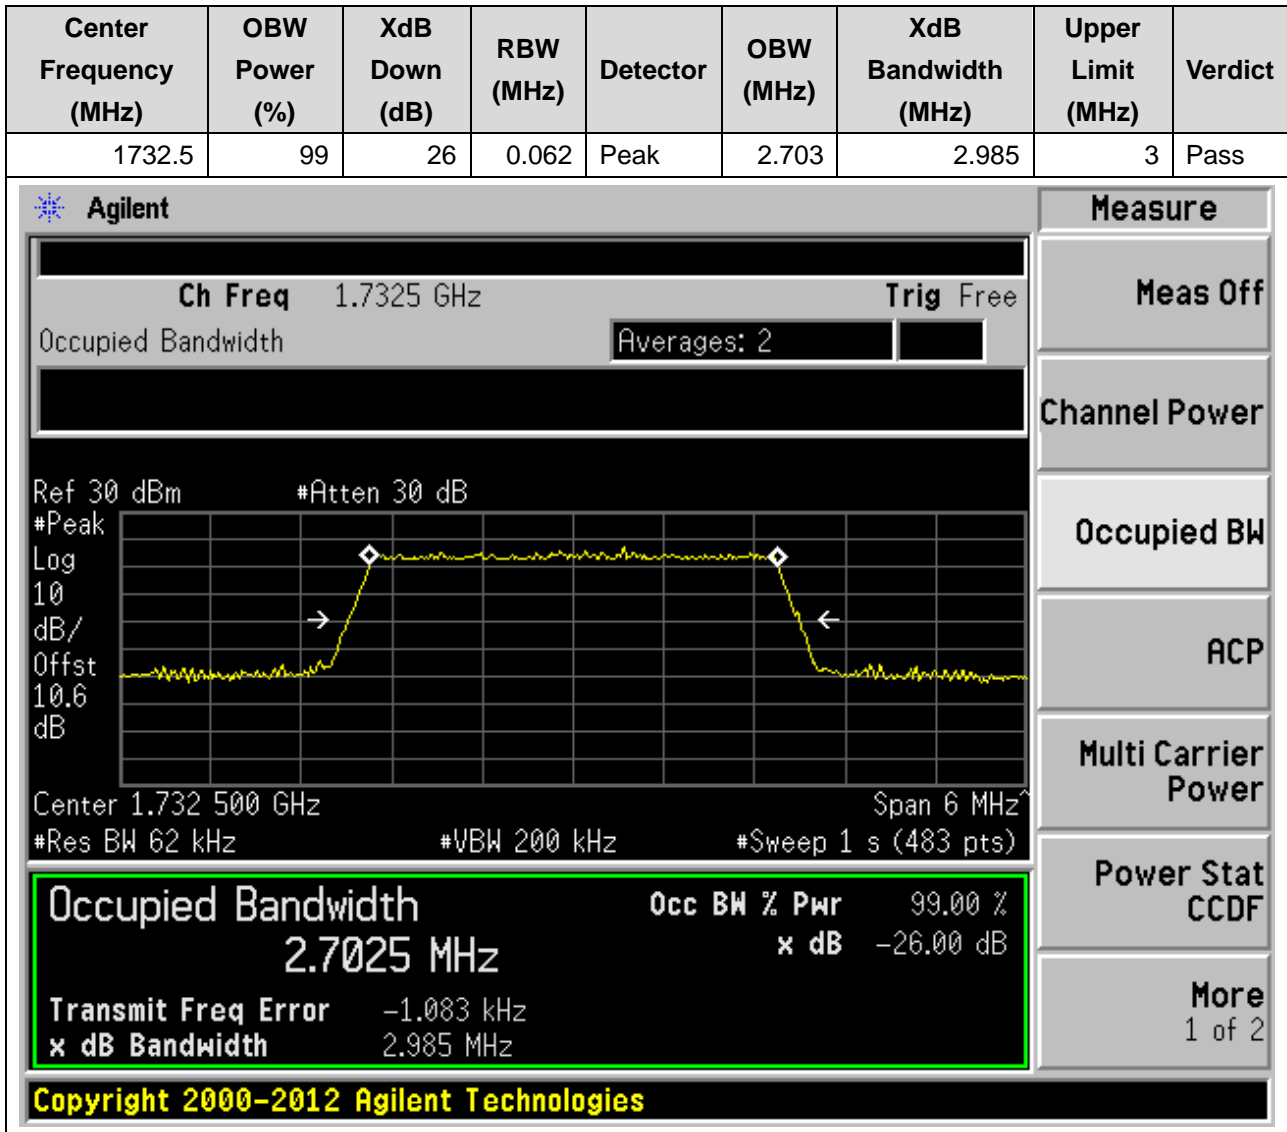 Center Frequency (MHz) OBW Power (%) XdB Down (dB) RBW (MHz) Detector OBW (MHz) XdB Bandwidth (MHz) Upper Limit (MHz) Verdict
1732.5 99 26 0.062 Peak 2.703 2.985 3 Pass
Agilent
Measure
Ch Freq 1.7325 GHz Trig Free
Meas Off
Occupied Bandwidth Averages: 2
Channel Power
Ref 30 dBm #Atten 30 dB
#Peak
Log
10
dB/
Offst
10.6
dB
Occupied BW
ACP
Multi Carrier
Power
Center 1.732 500 GHz Span 6 MHz^
#Res BW 62 kHz #VBW 200 kHz #Sweep 1 s (483 pts)
Power Stat
CCDF
Occupied Bandwidth Occ BW % Pwr 99.00 %
2.7025 MHz x dB -26.00 dB
Transmit Freq Error -1.083 kHz
x dB Bandwidth 2.985 MHz
More
1 of 2
Copyright 2000-2012 Agilent Technologies